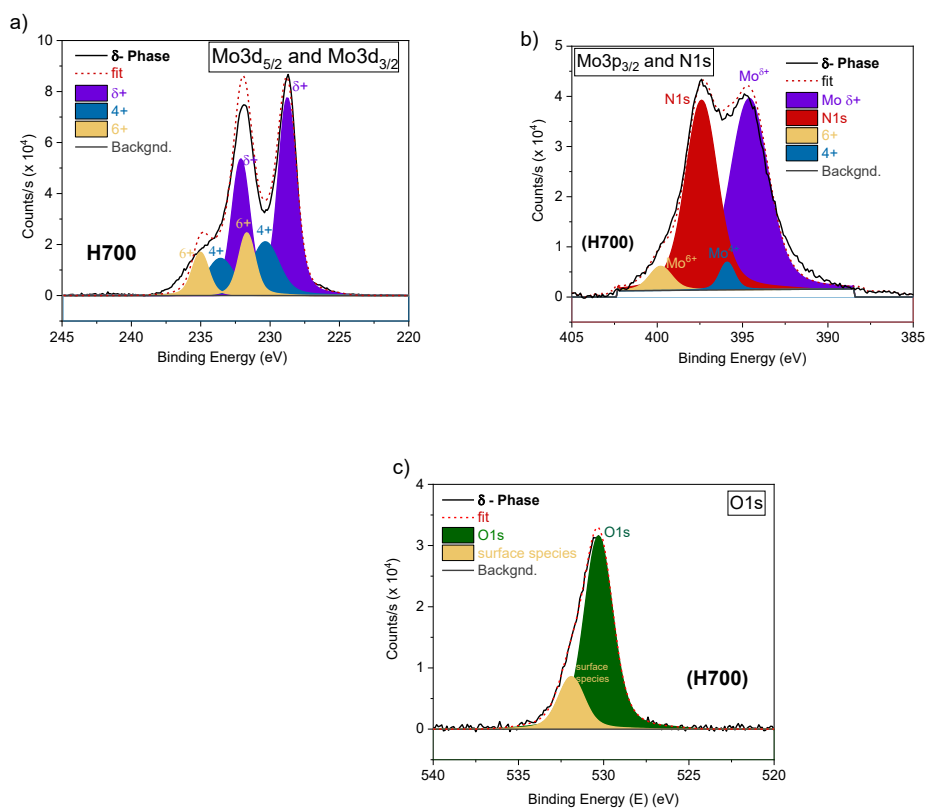 a)
10
8
6
4
2
0
Counts/s (x 10⁴)
δ- Phase
fit
δ+
4+
6+
Backgnd.
Mo3d5/2 and Mo3d3/2
δ+
δ+
6+
4+
4+
6+
H700
245 240 235 230 225 220
Binding Energy (eV)
b)
5
4
3
2
1
0
Counts/s (x 10⁴)
Mo3p3/2 and N1s
Moδ+
N1s
δ- Phase
fit
Mo δ+
N1s
6+
4+
Backgnd.
(H700)
Mo6+
405 400 395 390 385
Binding Energy (eV)
c)
4
3
2
1
0
Counts/s (x 10⁴)
δ - Phase
fit
O1s
surface species
Backgnd.
O1s
O1s
surface
species
(H700)
540 535 530 525 520
Binding Energy (E) (eV)